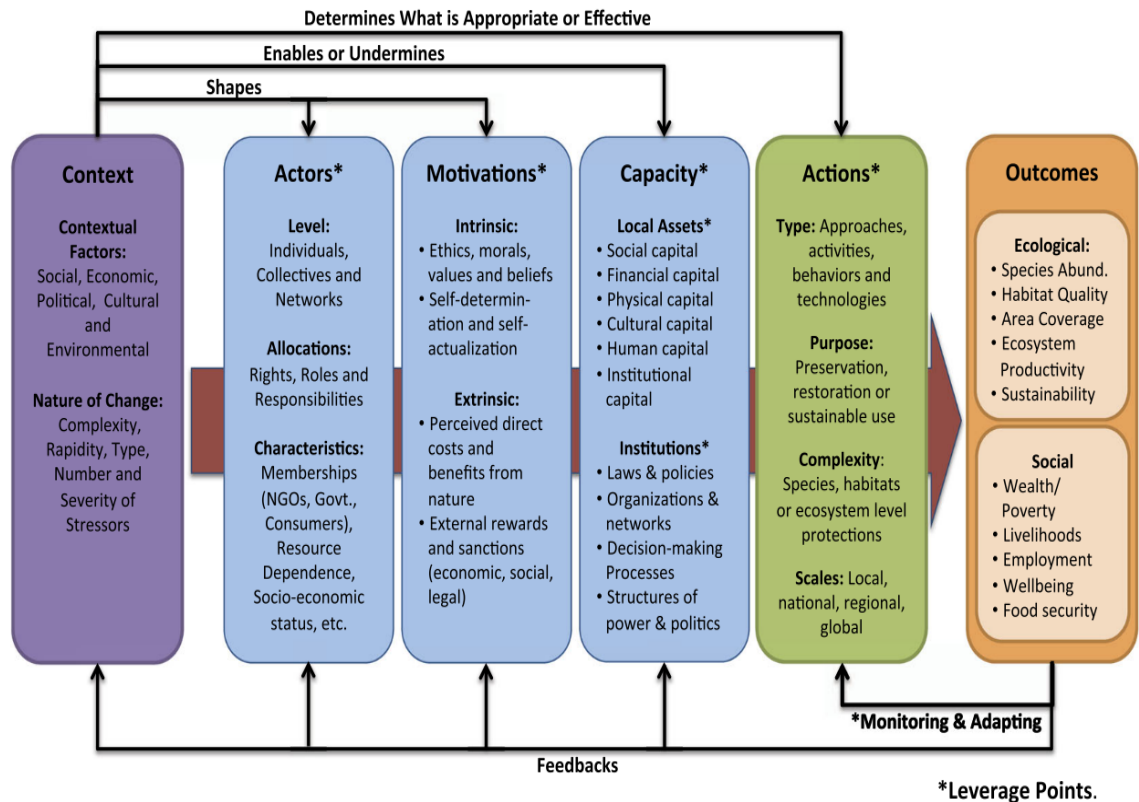 Determines What is Appropriate or Effective
Enables or Undermines
Shapes
Context
Contextual
Factors:
Social, Economic,
Political, Cultural
and
Environmental
Nature of Change:
Complexity,
Rapidity, Type,
Number and
Severity of
Stressors
Actors*
Level:
Individuals,
Collectives and
Networks
Allocations:
Rights, Roles and
Responsibilities
Characteristics:
Memberships
(NGOs, Govt.,
Consumers),
Resource
Dependence,
Socio-economic
status, etc.
Motivations*
Intrinsic:
• Ethics, morals,
values and beliefs
• Self-determin-
ation and self-
actualization
Extrinsic:
• Perceived direct
costs and
benefits from
nature
• External rewards
and sanctions
(economic, social,
legal)
Capacity*
Local Assets*
• Social capital
• Financial capital
• Physical capital
• Cultural capital
• Human capital
• Institutional
capital
Institutions*
• Laws & policies
• Organizations &
networks
• Decision-making
Processes
• Structures of
power & politics
Actions*
Type: Approaches,
activities,
behaviors and
technologies
Purpose:
Preservation,
restoration or
sustainable use
Complexity:
Species, habitats
or ecosystem level
protections
Scales: Local,
national, regional,
global
Outcomes
Ecological:
• Species Abund.
• Habitat Quality
• Area Coverage
• Ecosystem
Productivity
• Sustainability
Social
• Wealth/
Poverty
• Livelihoods
• Employment
• Wellbeing
• Food security
*Monitoring & Adapting
Feedbacks
*Leverage Points.